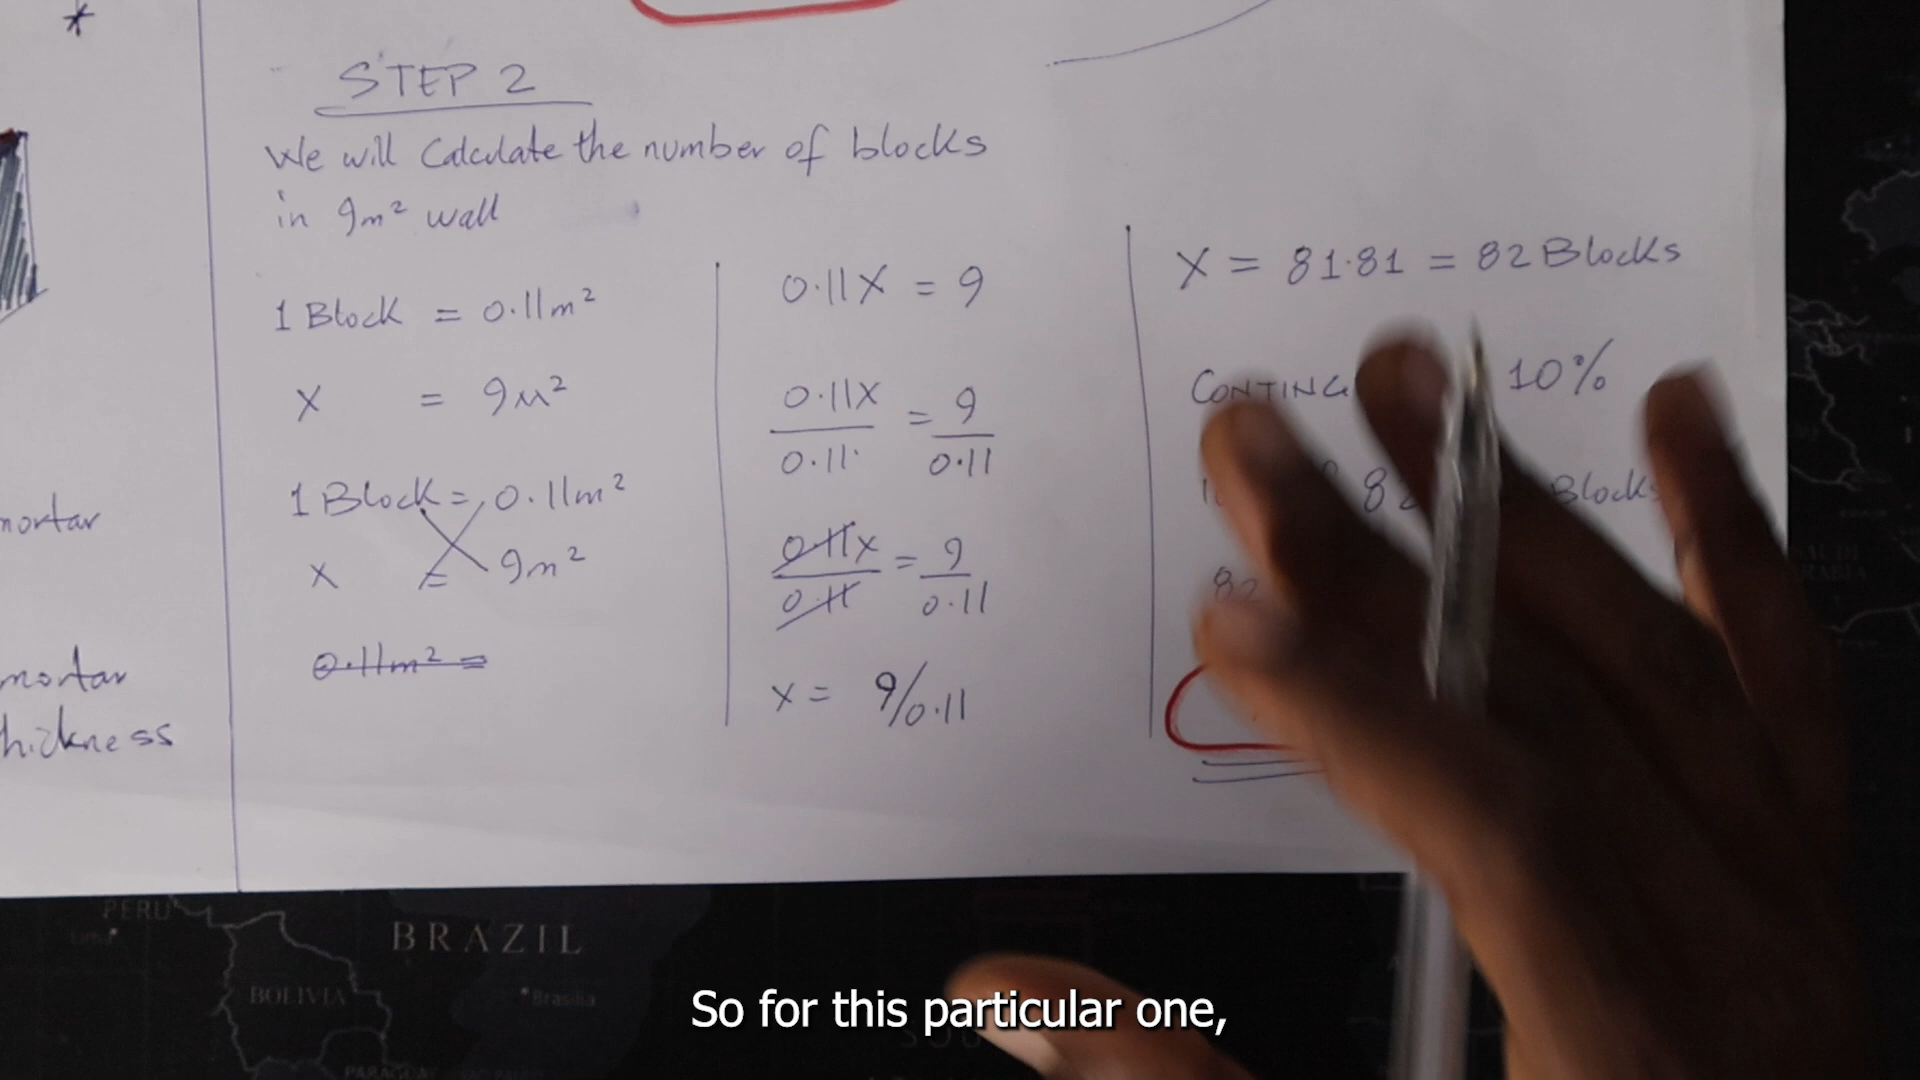 *
mortar
mortar
thickness
STEP 2
We will Calculate the number of blocks
in 9m² wall
1 Block = 0.11m²
X = 9m²
1 Block = 0.11m²
X = 9m²
0.11m² =
0.11X = 9
0.11X / 0.11 = 9 / 0.11
0.11X / 0.11 = 9 / 0.11
X = 9/0.11
X = 81.81 = 82 Blocks
10%
Blocks
PERU
BRAZIL
BOLIVIA
Brasilia
So for this particular one,